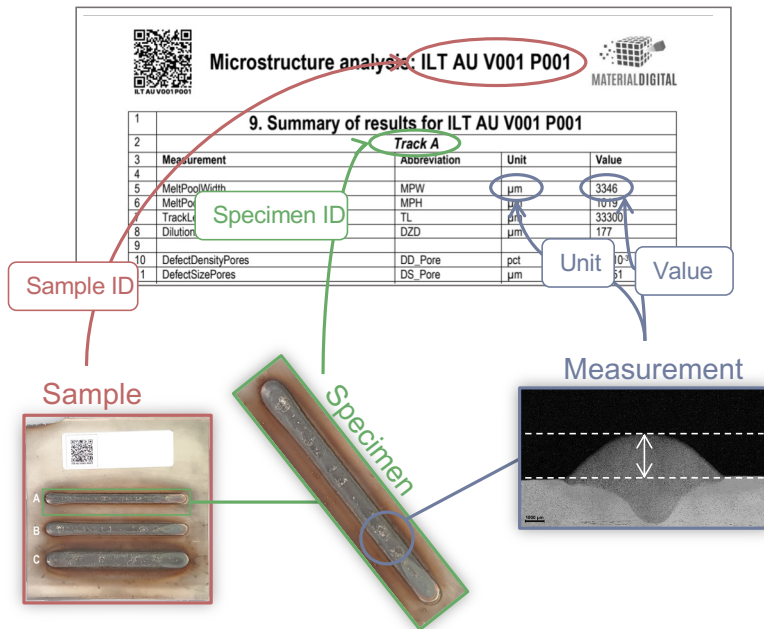 ILT AU V001 P001
Microstructure analysis: ILT AU V001 P001
MATERIALDIGITAL
1 9. Summary of results for ILT AU V001 P001
2 Track A
3 Measurement Abbreviation Unit Value
4
5 MeltPoolWidth MPW µm 3346
6 MPH µm 1019
7 TL µm 33300
8 Dilution DZD µm 177
9
10 DefectDensityPores DD_Pore pct
DefectSizePores DS_Pore µm
Specimen ID
Sample ID
Unit
Value
Sample
Specimen
Measurement
A
B
C
1000 µm